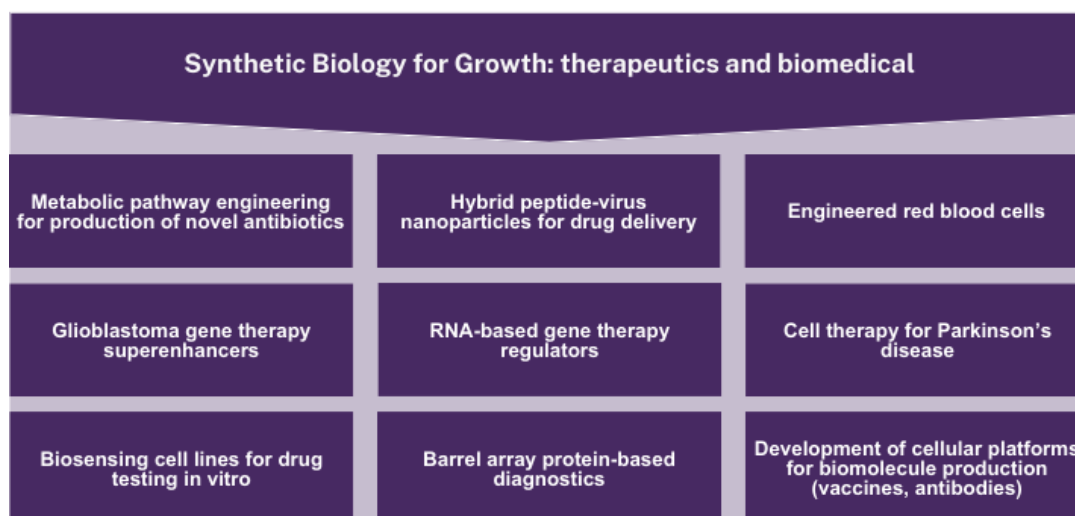 Synthetic Biology for Growth: therapeutics and biomedical
Metabolic pathway engineering
for production of novel antibiotics
Hybrid peptide-virus
nanoparticles for drug delivery
Engineered red blood cells
Glioblastoma gene therapy
superenhancers
RNA-based gene therapy
regulators
Cell therapy for Parkinson’s
disease
Biosensing cell lines for drug
testing in vitro
Barrel array protein-based
diagnostics
Development of cellular platforms
for biomolecule production
(vaccines, antibodies)